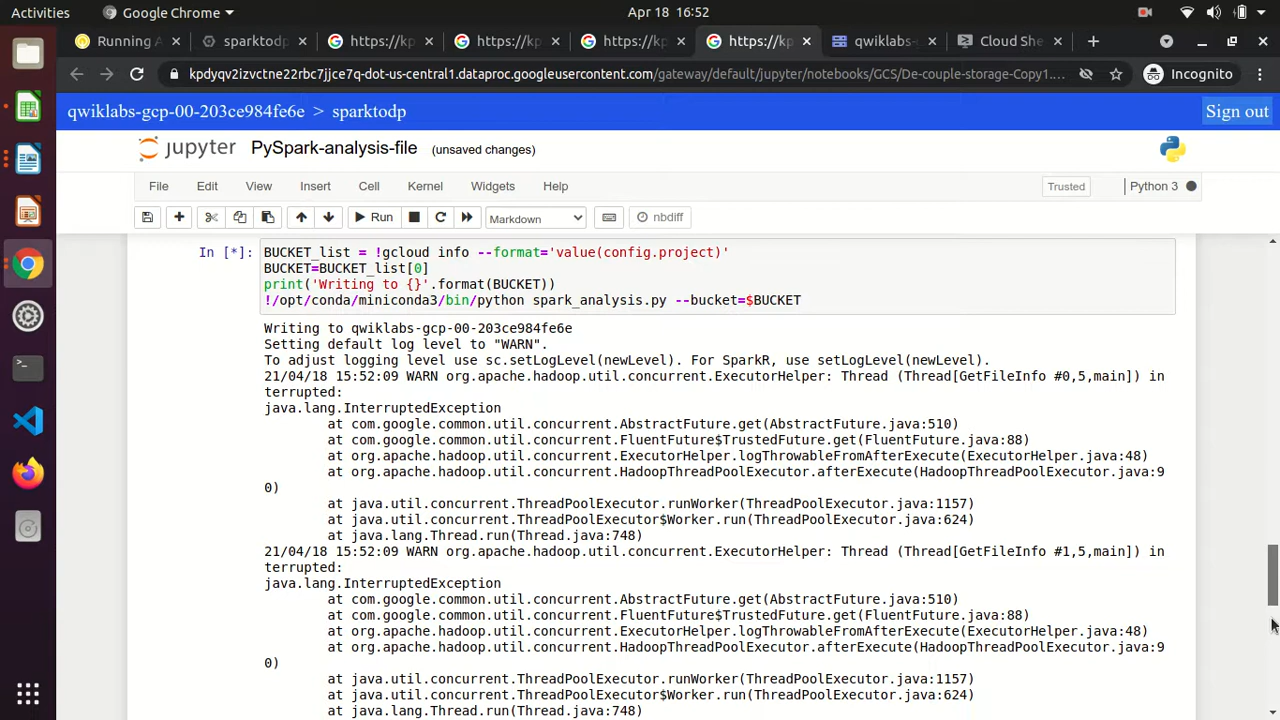 Activities
Google Chrome
Apr 18 16:52
Running A
sparktodp
https://kp
https://kp
https://kp
https://kp
qwiklabs-
Cloud She
kpdyqv2izvctne22rbc7jjce7q-dot-us-central1.dataproc.googleusercontent.com/gateway/default/jupyter/notebooks/GCS/De-couple-storage-Copy1....
Incognito
qwiklabs-gcp-00-203ce984fe6e > sparktodp
Sign out
jupyter PySpark-analysis-file (unsaved changes)
File Edit View Insert Cell Kernel Widgets Help
Trusted
Python 3
Run
Markdown
nbdiff
In [*]:
BUCKET_list = !gcloud info --format='value(config.project)'
BUCKET=BUCKET_list[0]
print('Writing to {}'.format(BUCKET))
!/opt/conda/miniconda3/bin/python spark_analysis.py --bucket=$BUCKET
Writing to qwiklabs-gcp-00-203ce984fe6e
Setting default log level to "WARN".
To adjust logging level use sc.setLogLevel(newLevel). For SparkR, use setLogLevel(newLevel).
21/04/18 15:52:09 WARN org.apache.hadoop.util.concurrent.ExecutorHelper: Thread (Thread[GetFileInfo #0,5,main]) in
terrupted:
java.lang.InterruptedException
at com.google.common.util.concurrent.AbstractFuture.get(AbstractFuture.java:510)
at com.google.common.util.concurrent.FluentFuture$TrustedFuture.get(FluentFuture.java:88)
at org.apache.hadoop.util.concurrent.ExecutorHelper.logThrowableFromAfterExecute(ExecutorHelper.java:48)
at org.apache.hadoop.util.concurrent.HadoopThreadPoolExecutor.afterExecute(HadoopThreadPoolExecutor.java:9
0)
at java.util.concurrent.ThreadPoolExecutor.runWorker(ThreadPoolExecutor.java:1157)
at java.util.concurrent.ThreadPoolExecutor$Worker.run(ThreadPoolExecutor.java:624)
at java.lang.Thread.run(Thread.java:748)
21/04/18 15:52:09 WARN org.apache.hadoop.util.concurrent.ExecutorHelper: Thread (Thread[GetFileInfo #1,5,main]) in
terrupted:
java.lang.InterruptedException
at com.google.common.util.concurrent.AbstractFuture.get(AbstractFuture.java:510)
at com.google.common.util.concurrent.FluentFuture$TrustedFuture.get(FluentFuture.java:88)
at org.apache.hadoop.util.concurrent.ExecutorHelper.logThrowableFromAfterExecute(ExecutorHelper.java:48)
at org.apache.hadoop.util.concurrent.HadoopThreadPoolExecutor.afterExecute(HadoopThreadPoolExecutor.java:9
0)
at java.util.concurrent.ThreadPoolExecutor.runWorker(ThreadPoolExecutor.java:1157)
at java.util.concurrent.ThreadPoolExecutor$Worker.run(ThreadPoolExecutor.java:624)
at java.lang.Thread.run(Thread.java:748)